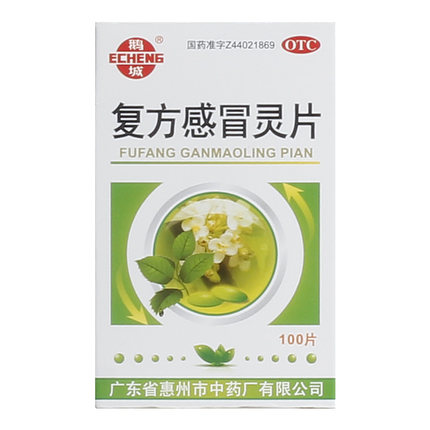 鹅
ECHENG
城
®
国药准字Z44021869
OTC
复方感冒灵片
FUFANG GANMAOLING PIAN
100片
广东省惠州市中药厂有限公司